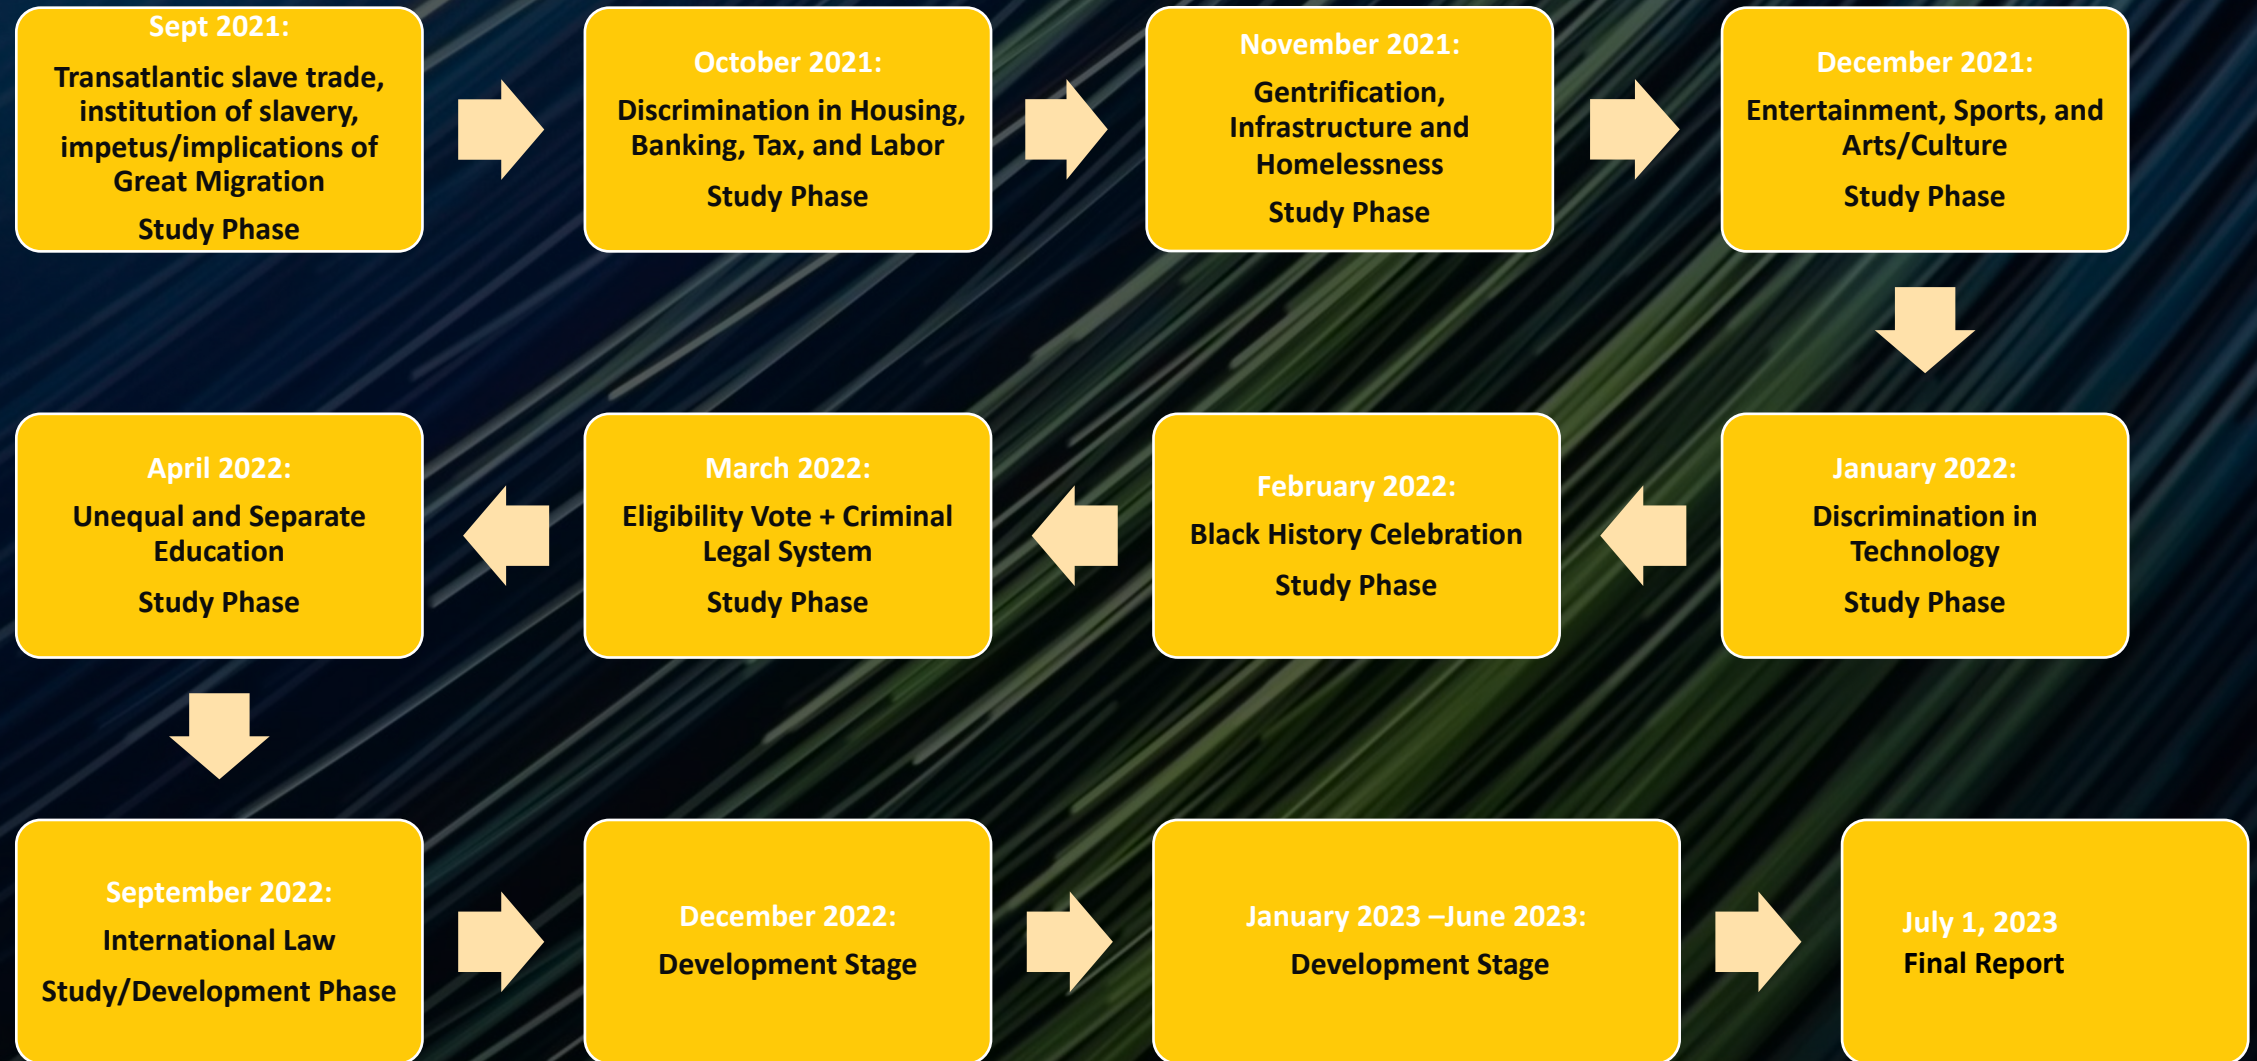 Sept 2021:
Transatlantic slave trade,
institution of slavery,
impetus/implications of
Great Migration
Study Phase
October 2021:
Discrimination in Housing,
Banking, Tax, and Labor
Study Phase
November 2021:
Gentrification,
Infrastructure and
Homelessness
Study Phase
December 2021:
Entertainment, Sports, and
Arts/Culture
Study Phase
January 2022:
Discrimination in
Technology
Study Phase
February 2022:
Black History Celebration
Study Phase
March 2022:
Eligibility Vote + Criminal
Legal System
Study Phase
April 2022:
Unequal and Separate
Education
Study Phase
September 2022:
International Law
Study/Development Phase
December 2022:
Development Stage
January 2023 –June 2023:
Development Stage
July 1, 2023
Final Report